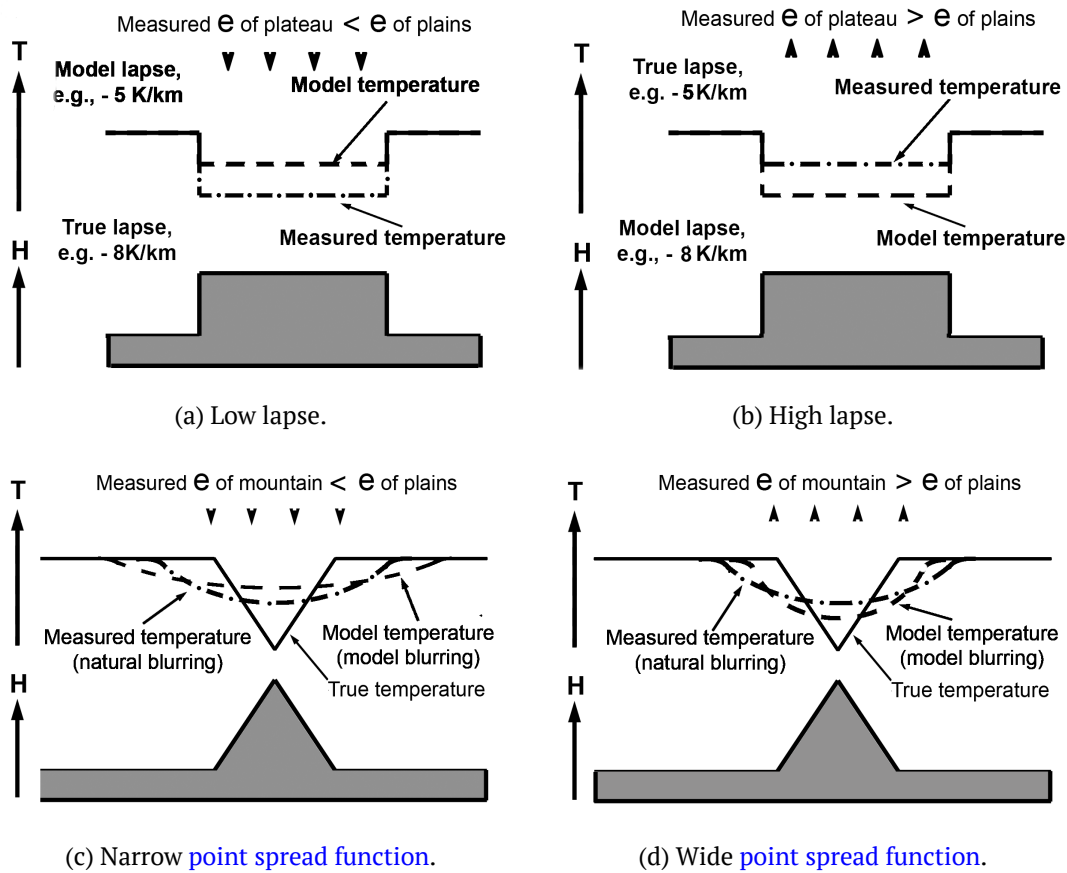 Measured e of plateau < e of plains
T
Model lapse,
e.g., - 5 K/km
Model temperature
True lapse,
e.g. - 8K/km
Measured temperature
H
(a) Low lapse.
Measured e of plateau > e of plains
T
True lapse,
e.g. - 5K/km
Measured temperature
Model lapse,
e.g., - 8 K/km
Model temperature
H
(b) High lapse.
Measured e of mountain < e of plains
T
Measured temperature
(natural blurring)
Model temperature
(model blurring)
True temperature
H
(c) Narrow point spread function.
Measured e of mountain > e of plains
T
Measured temperature
(natural blurring)
Model temperature
(model blurring)
True temperature
H
(d) Wide point spread function.